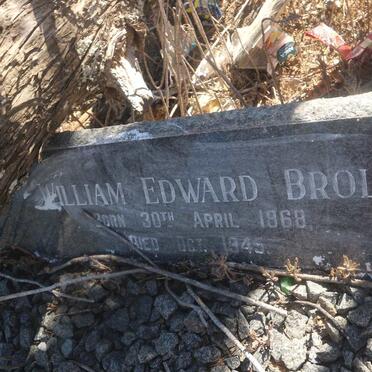 WILLIAM EDWARD BROL
BORN 30TH APRIL 1868.
DIED OCT. 1945.